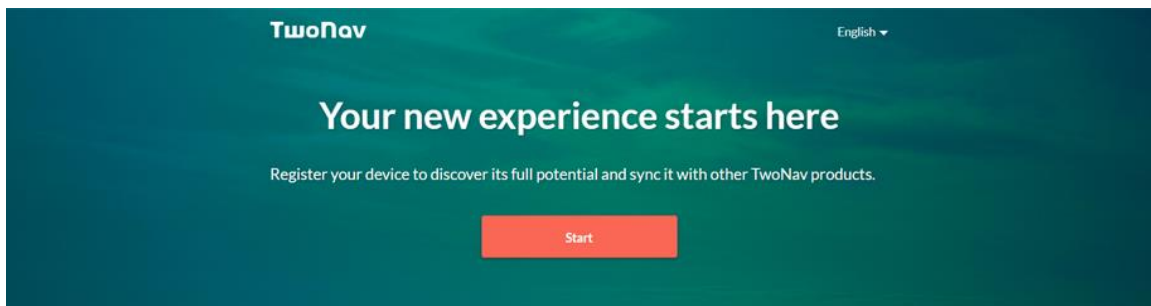 TwoNav
English
Your new experience starts here
Register your device to discover its full potential and sync it with other TwoNav products.
Start